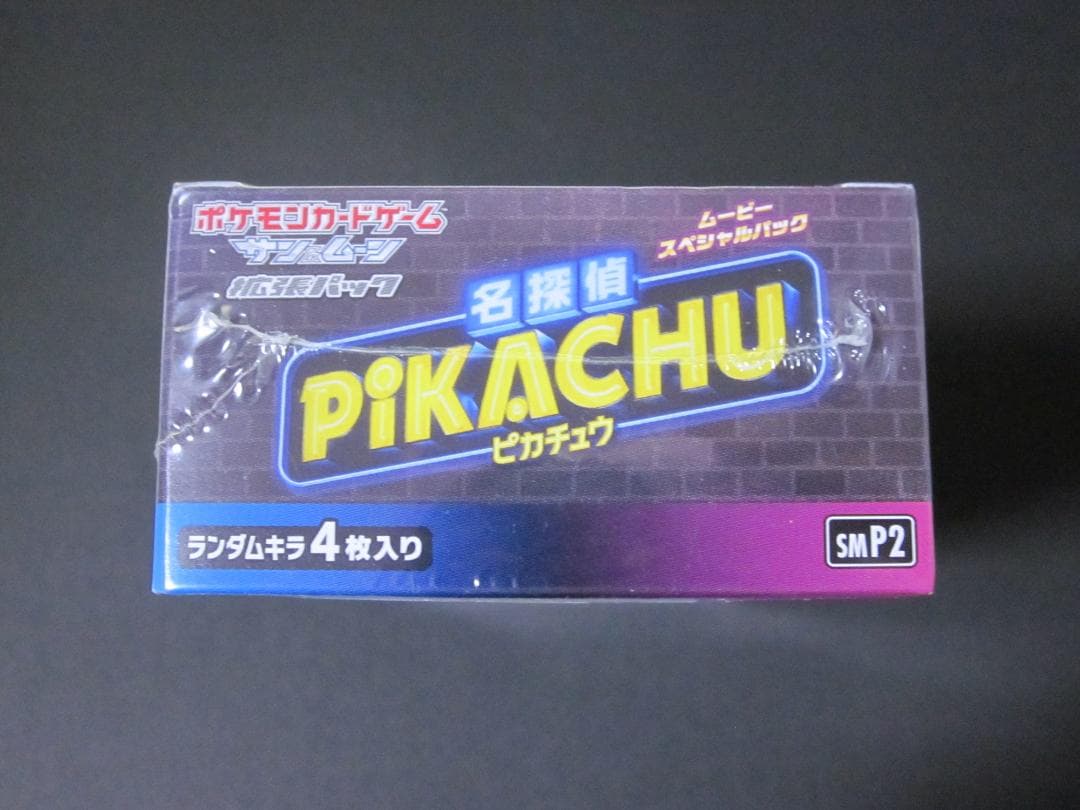 ポケモンカードゲーム
サン&ムーン
拡張パック
ムービー
スペシャルパック
名探偵
PiKACHU
ピカチュウ
ランダムキラ4枚入り
SMP2